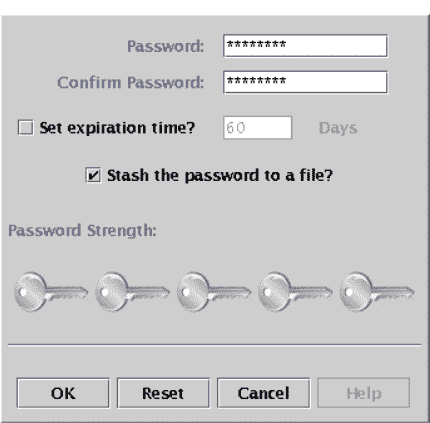 Password: ********
Confirm Password: ********
Set expiration time? 60 Days
Stash the password to a file?
Password Strength:
OK Reset Cancel Help